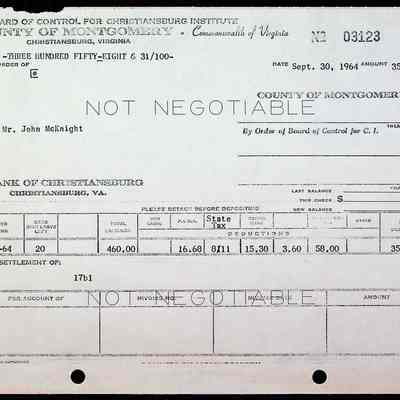 ARD OF CONTROL FOR CHRISTIANSBURG INSTITUTE
NTY OF MONTGOMERY • Commonwealth of Virginia
CHRISTIANSBURG, VIRGINIA
No 03123
-THREE HUNDRED FIFTY-EIGHT & 31/100-
ORDER OF
DATE Sept. 30, 1964 AMOUNT 35
COUNTY OF MONTGOMER
NOT NEGOTIABLE
Mr. John McKnight
By Order of Board of Control for C. I.
NK OF CHRISTIANSBURG
CHRISTIANSBURG, VA.
LAST BALANCE
THIS CHECK $
NEW BALANCE
PLEASE DETACH BEFORE DEPOSITING
State
Tax
DEDUCTIONS
-64 20 460.00 16.68 8.11 15.30 3.60 58.00 35
SETTLEMENT OF:
17b1
NOT NEGOTIABLE
FOR ACCOUNT OF INVOICE NO. AMOUNT